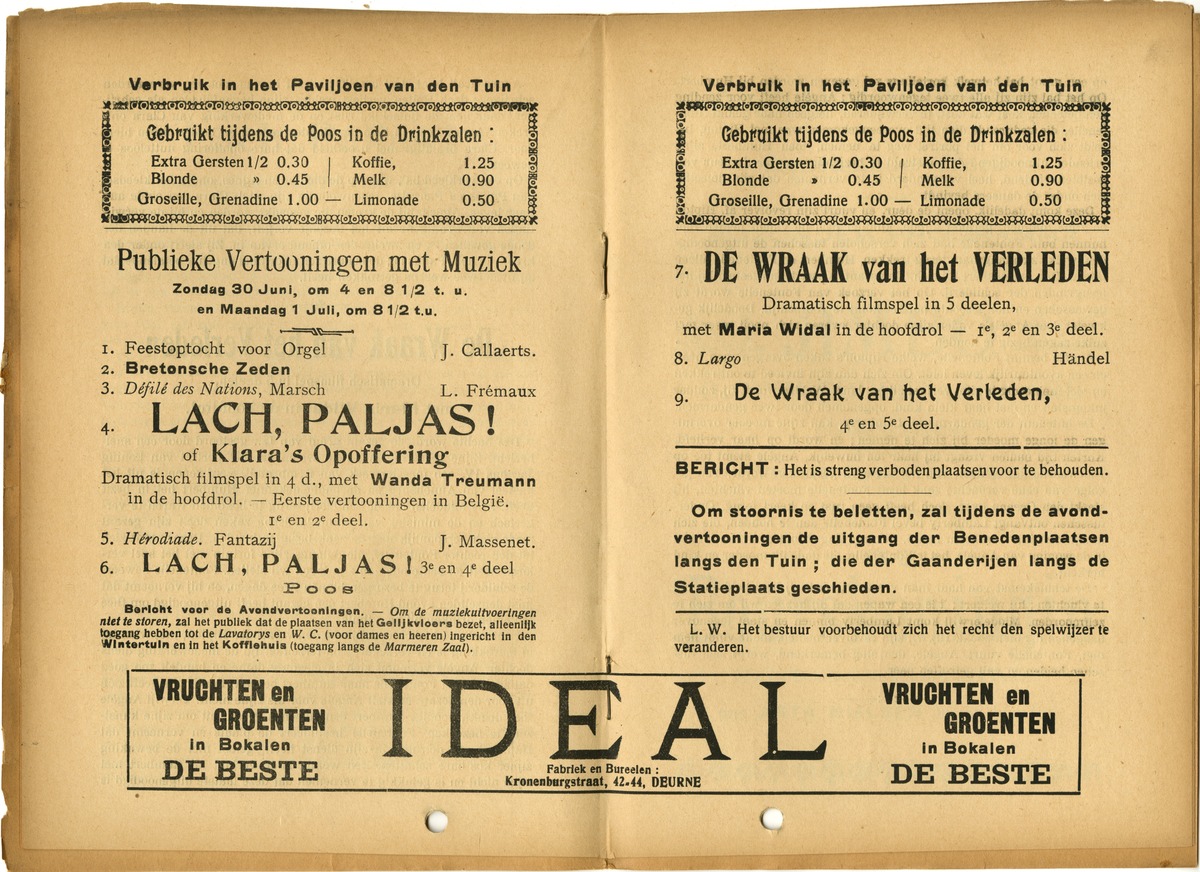 Verbruik in het Paviljoen van den Tuin
Gebruikt tijdens de Poos in de Drinkzalen :
Extra Gersten 1/2 0.30 | Koffie, 1.25
Blonde » 0.45 | Melk 0.90
Groseille, Grenadine 1.00 — Limonade 0.50
Publieke Vertooningen met Muziek
Zondag 30 Juni, om 4 en 8 1/2 t. u.
en Maandag 1 Juli, om 8 1/2 t.u.
1. Feestoptocht voor Orgel J. Callaerts.
2. Bretonsche Zeden
3. Défilé des Nations, Marsch L. Frémaux
4. LACH, PALJAS !
of Klara's Opoffering
Dramatisch filmspel in 4 d., met Wanda Treumann
in de hoofdrol. — Eerste vertooningen in België.
1e en 2e deel.
5. Hérodiade. Fantazij J. Massenet.
6. LACH, PALJAS ! 3e en 4e deel
Poos
Bericht voor de Avondvertooningen. — Om de muziekuitvoeringen
niet te storen, zal het publiek dat de plaatsen van het Gelijkvloers bezet, alleenlijk
toegang hebben tot de Lavatorys en W. C. (voor dames en heeren) ingericht in den
Wintertuin en in het Koffiehuis (toegang langs de Marmeren Zaal).
Verbruik in het Paviljoen van den Tuin
Gebruikt tijdens de Poos in de Drinkzalen :
Extra Gersten 1/2 0.30 | Koffie, 1.25
Blonde » 0.45 | Melk 0.90
Groseille, Grenadine 1.00 — Limonade 0.50
7. DE WRAAK van het VERLEDEN
Dramatisch filmspel in 5 deelen,
met Maria Widal in de hoofdrol — 1e, 2e en 3e deel.
8. Largo Händel
9. De Wraak van het Verleden,
4e en 5e deel.
BERICHT : Het is streng verboden plaatsen voor te behouden.
Om stoornis te beletten, zal tijdens de avond-
vertooningen de uitgang der Benedenplaatsen
langs den Tuin ; die der Gaanderijen langs de
Statieplaats geschieden.
L. W. Het bestuur voorbehoudt zich het recht den spelwijzer te
veranderen.
VRUCHTEN en
GROENTEN
in Bokalen
DE BESTE
IDEAL
Fabriek en Bureelen :
Kronenburgstraat, 42-44, DEURNE
VRUCHTEN en
GROENTEN
in Bokalen
DE BESTE